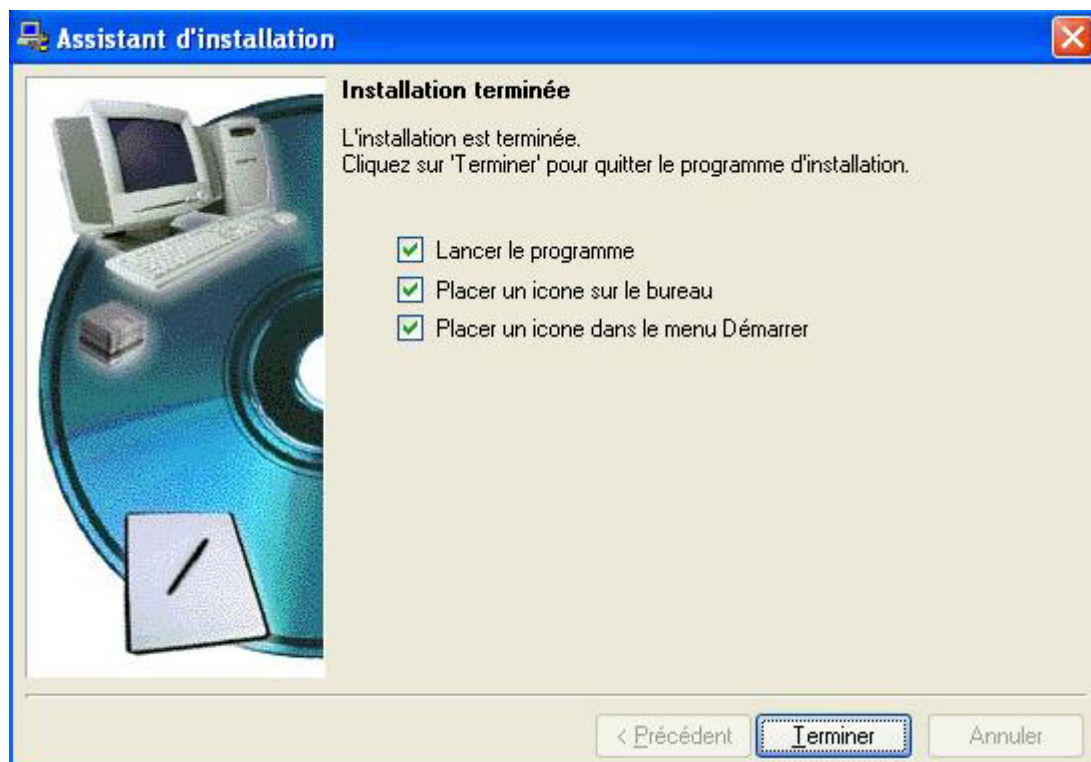 Assistant d'installation
Installation terminée
L'installation est terminée.
Cliquez sur 'Terminer' pour quitter le programme d'installation.
Lancer le programme
Placer un icone sur le bureau
Placer un icone dans le menu Démarrer
< Précédent
Terminer
Annuler